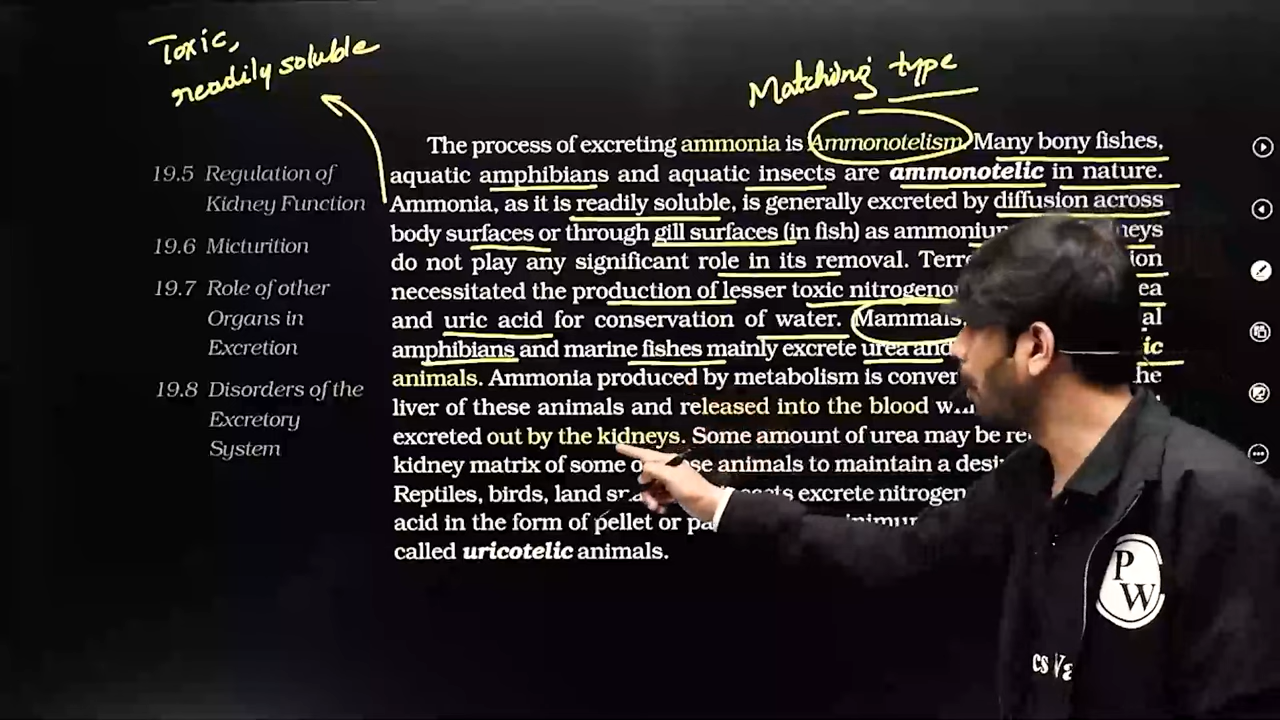 Toxic,
readily soluble
Matching type
The process of excreting ammonia is Ammonotelism. Many bony fishes,
aquatic amphibians and aquatic insects are ammonotelic in nature.
Ammonia, as it is readily soluble, is generally excreted by diffusion across
body surfaces or through gill surfaces (in fish) as
do not play any significant role in its removal.
necessitated the production of lesser toxic
and uric acid for conservation of water. Mammals,
amphibians and marine fishes mainly excrete urea and
animals. Ammonia produced by metabolism is
liver of these animals and released into the blood
excreted out by the kidneys. Some amount of urea may be
kidney matrix of some animals to maintain a
Reptiles, birds, land excrete
acid in the form of pellet or
called uricotelic animals.
19.5 Regulation of
Kidney Function
19.6 Micturition
19.7 Role of other
Organs in
Excretion
19.8 Disorders of the
Excretory
System
P
W